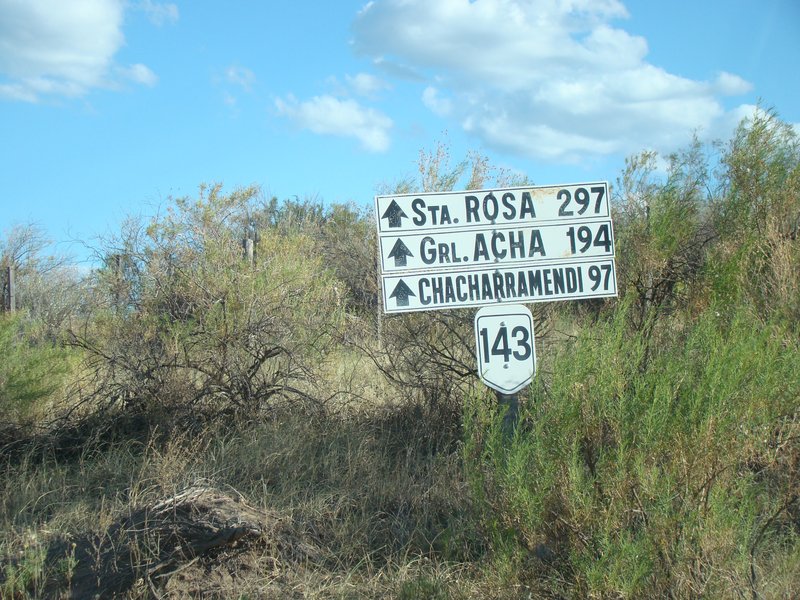 STA. ROSA 297
GRL. ACHA 194
CHACHARRAMENDI 97
143